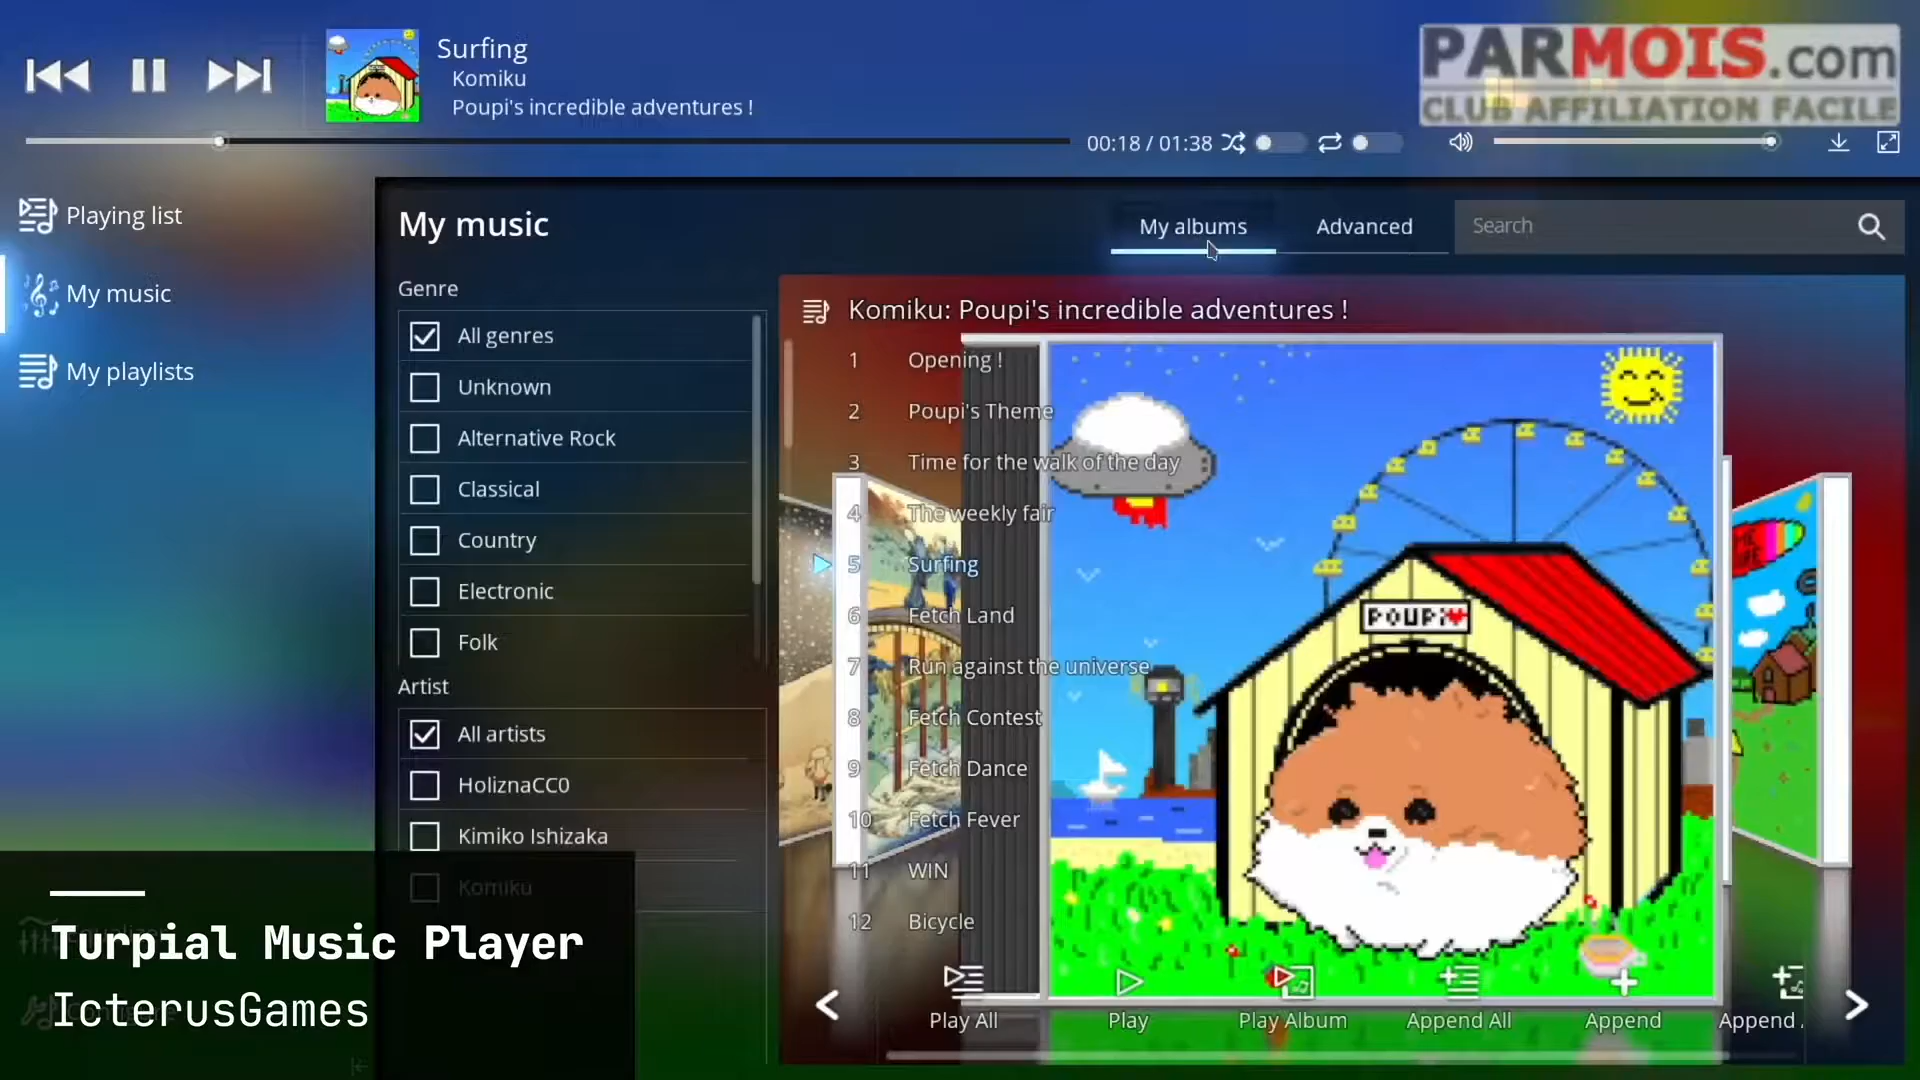 Surfing
Komiku
Poupi's incredible adventures !
PARMOIS.com
CLUB AFFILIATION FACILE
00:18 / 01:38
Playing list
My music
My playlists
My music
My albums
Advanced
Search
Genre
All genres
Unknown
Alternative Rock
Classical
Country
Electronic
Folk
Artist
All artists
HoliznaCC0
Kimiko Ishizaka
Komiku
Komiku: Poupi's incredible adventures !
1 Opening !
2 Poupi's Theme
3 Time for the walk of the day
4 The weekly fair
5 Surfing
6 Fetch Land
7 Run against the universe
8 Fetch Contest
9 Fetch Dance
10 Fetch Fever
11 WIN
12 Bicycle
POUPi
Play All
Play
Play Album
Append All
Append
Append
Turpial Music Player
IcterusGames